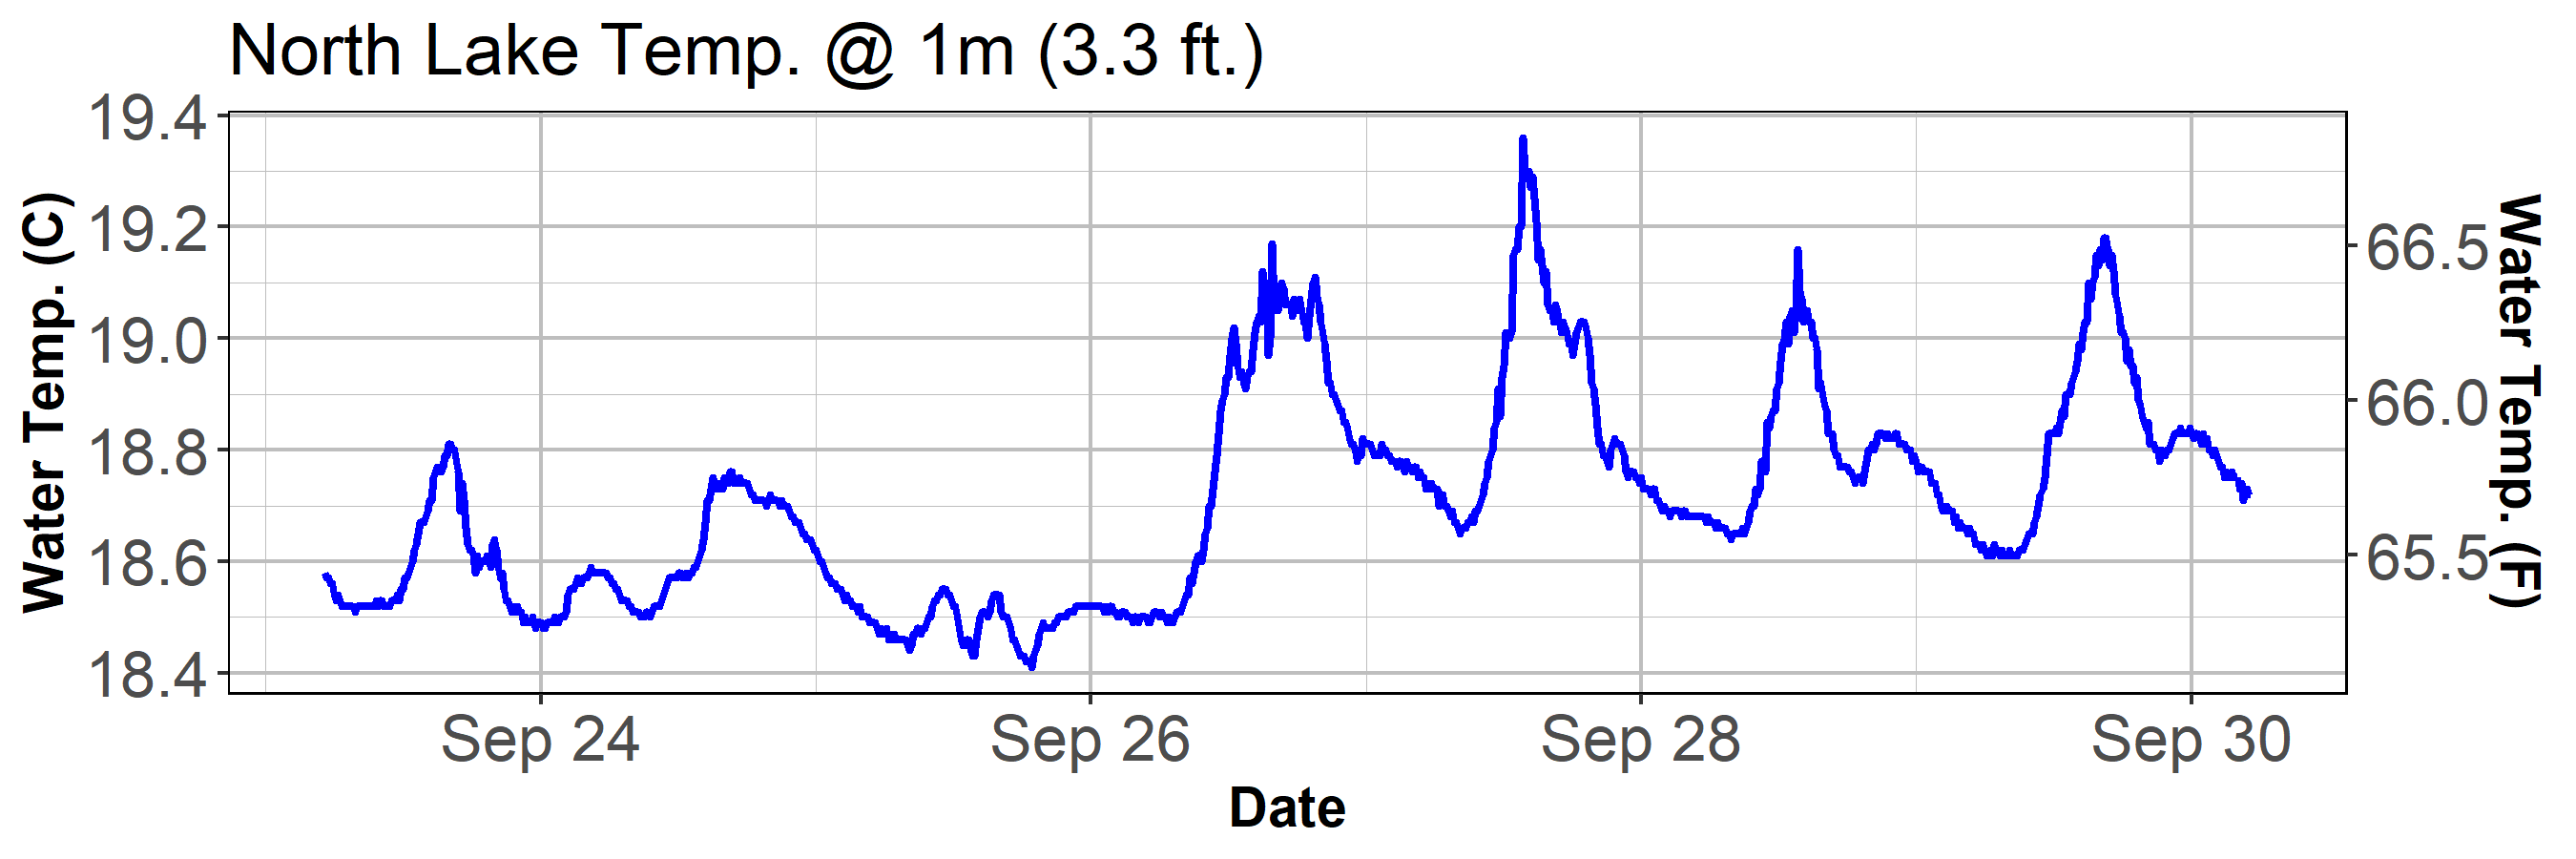 North Lake Temp. @ 1m (3.3 ft.)
Water Temp. (C)
19.4
19.2
19.0
18.8
18.6
18.4
66.5
66.0
65.5
Water Temp. (F)
Sep 24
Sep 26
Sep 28
Sep 30
Date